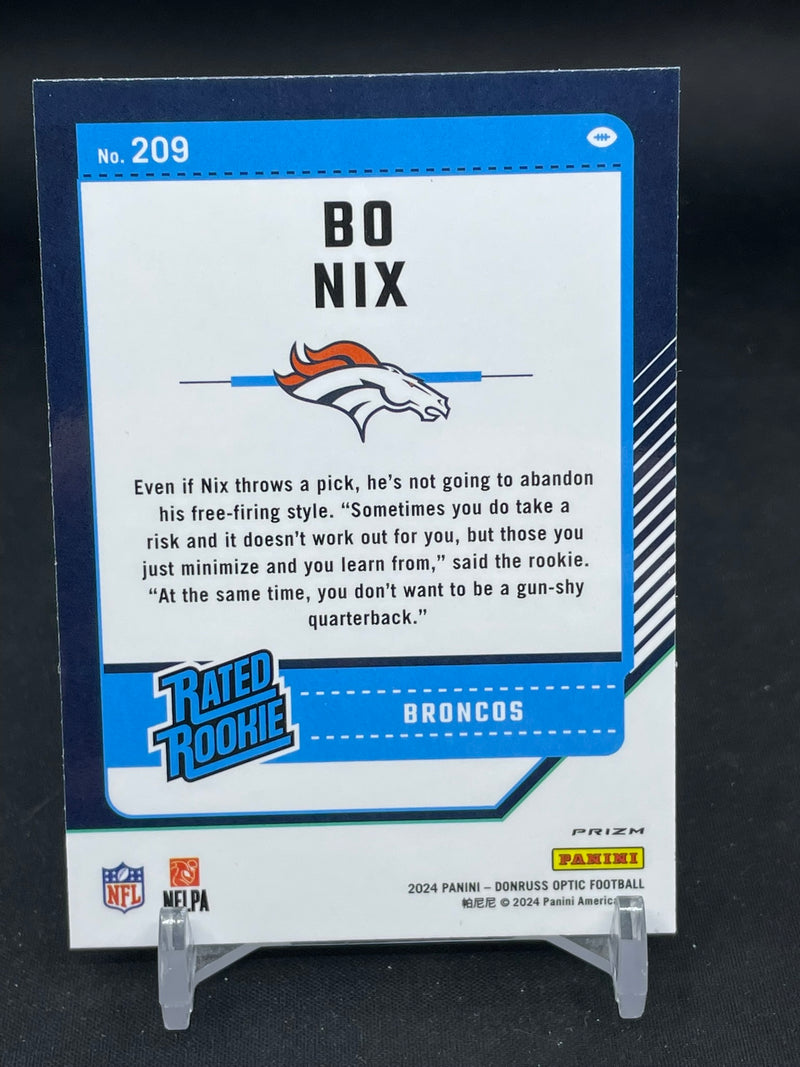 No. 209
BO
NIX
Even if Nix throws a pick, he's not going to abandon
his free-firing style. “Sometimes you do take a
risk and it doesn't work out for you, but those you
just minimize and you learn from,” said the rookie.
“At the same time, you don't want to be a gun-shy
quarterback.”
RATED
ROOKIE
BRONCOS
PRIZM
PANINI
NFL
NFLPA
2024 PANINI – DONRUSS OPTIC FOOTBALL
帕尼尼 © 2024 Panini America